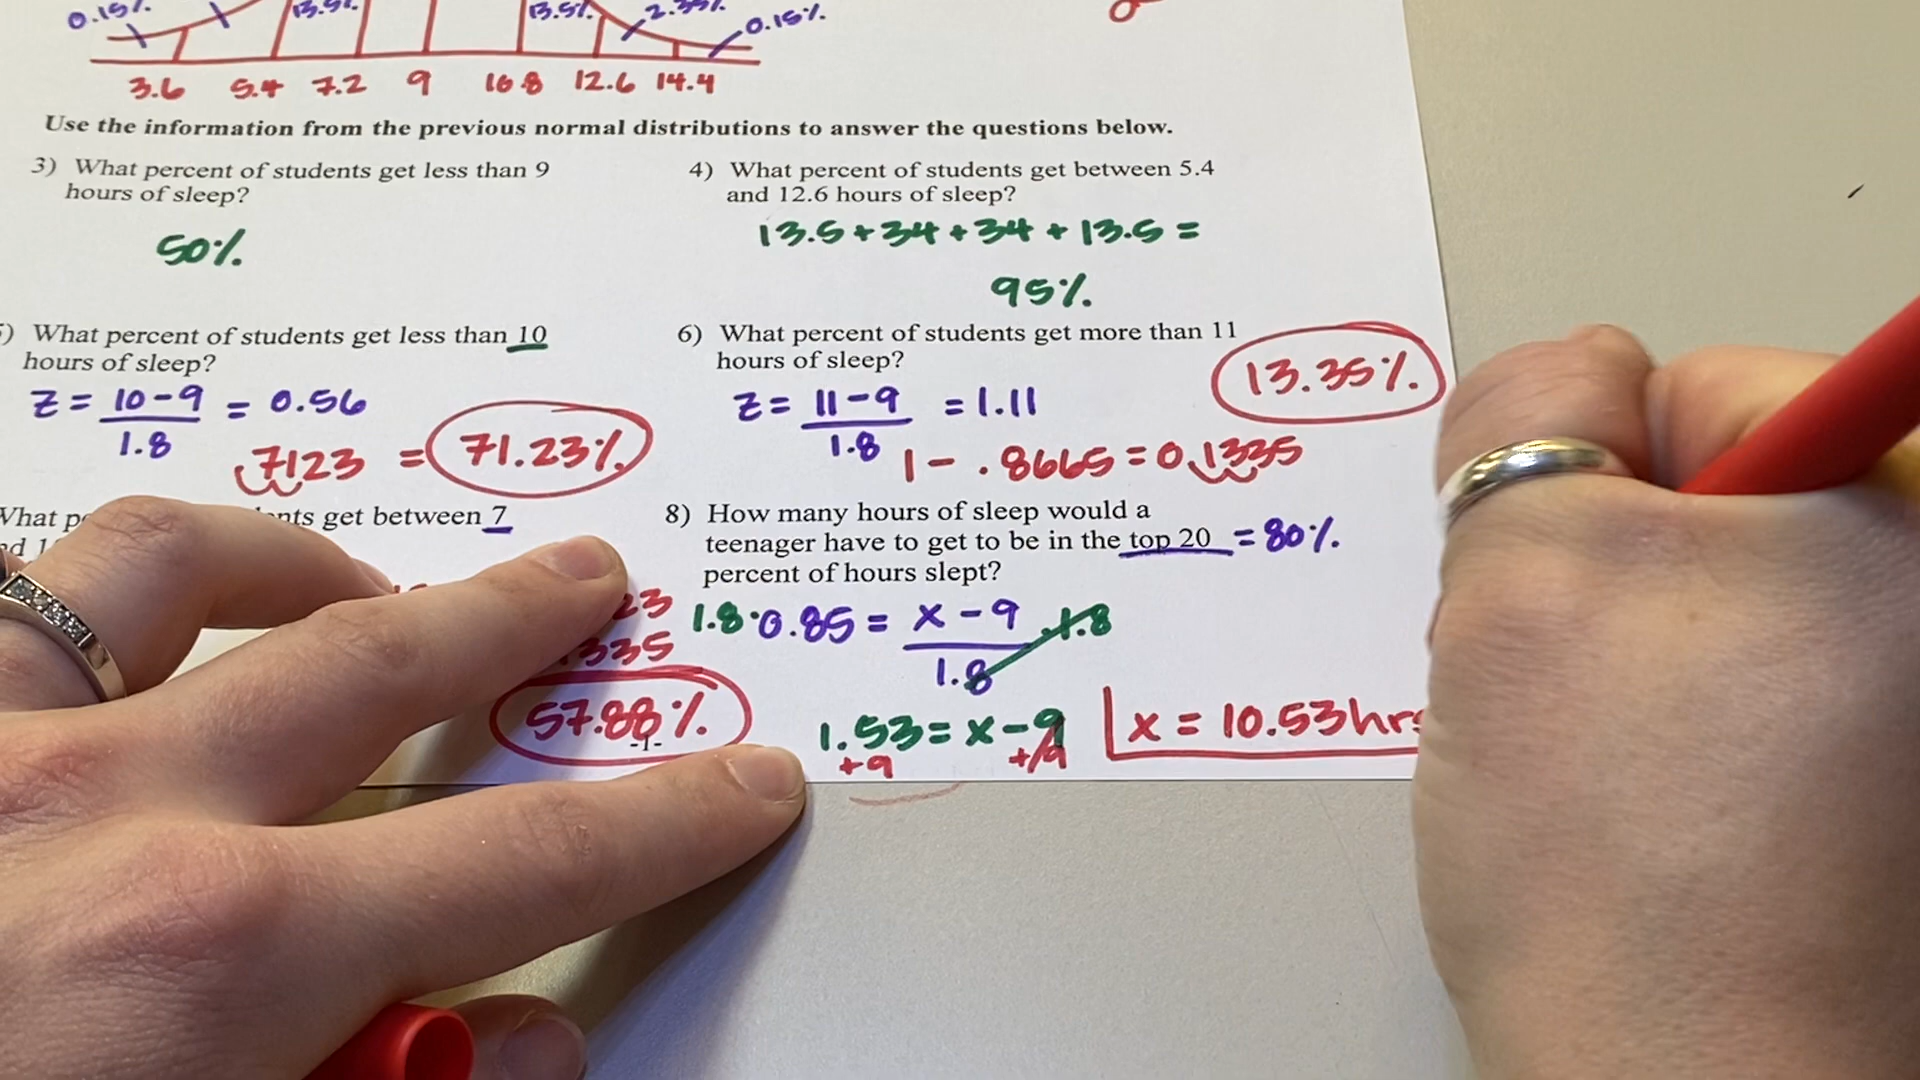 0.15% 13.5% 13.5% 2.35% 0.15%
3.6 5.4 7.2 9 10.8 12.6 14.4
Use the information from the previous normal distributions to answer the questions below.
3) What percent of students get less than 9
hours of sleep?
50%
4) What percent of students get between 5.4
and 12.6 hours of sleep?
13.5 + 34 + 34 + 13.5 =
95%
) What percent of students get less than 10
hours of sleep?
z = 10-9 / 1.8 = 0.56
.7123 = 71.23%
6) What percent of students get more than 11
hours of sleep?
13.35%
z = 11-9 / 1.8 = 1.11
1 - .8665 = 0.1335
What p nts get between 7
d 1
23
335
57.88%
-1-
8) How many hours of sleep would a
teenager have to get to be in the top 20 = 80%
percent of hours slept?
1.8 · 0.85 = x - 9 / 1.8 · 1.8
1.53 = x - 9
+9 +9
x = 10.53 hrs